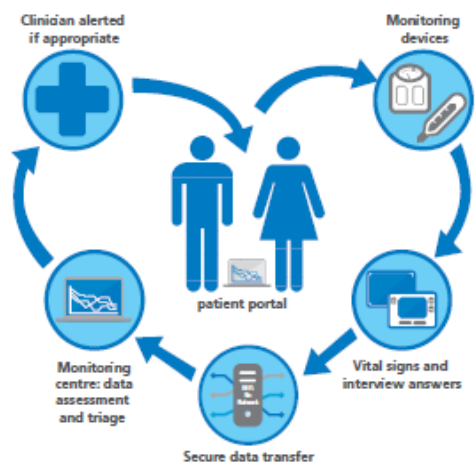 Clinician alerted
if appropriate
Monitoring
devices
patient portal
Vital signs and
interview answers
Monitoring
centre: data
assessment
and triage
Secure data transfer